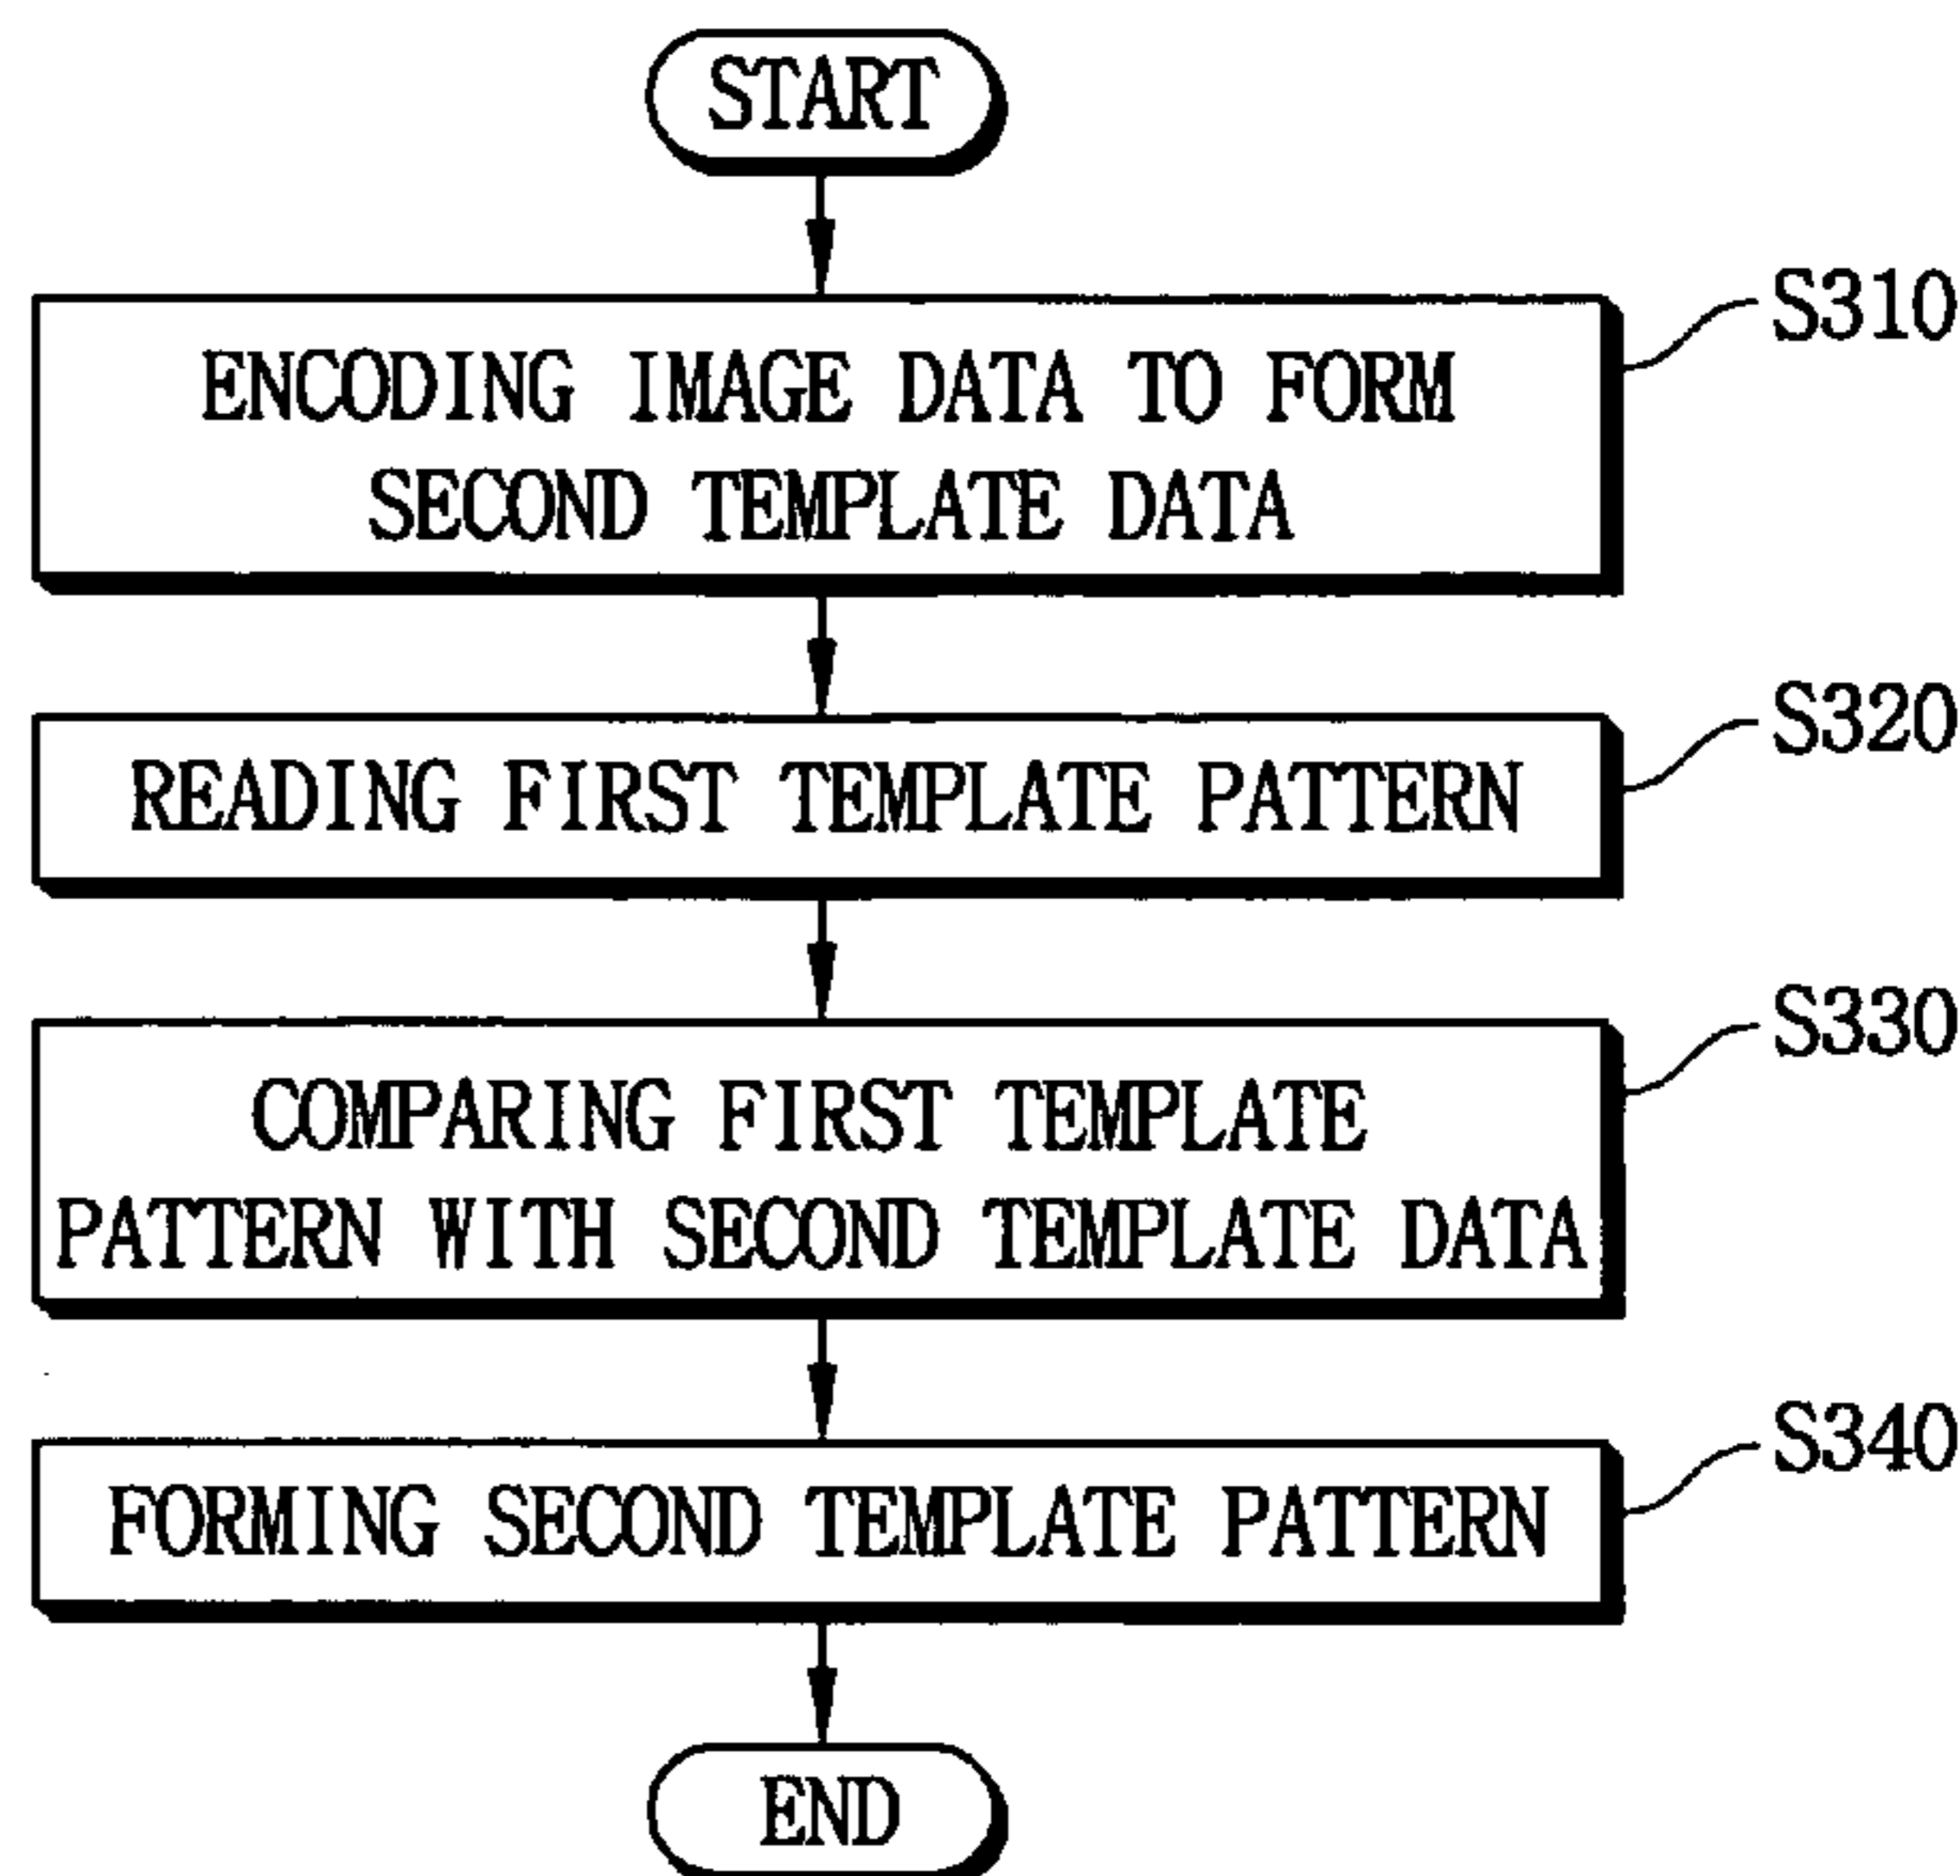 START
S310
ENCODING IMAGE DATA TO FORM
SECOND TEMPLATE DATA
S320
READING FIRST TEMPLATE PATTERN
S330
COMPARING FIRST TEMPLATE
PATTERN WITH SECOND TEMPLATE DATA
S340
FORMING SECOND TEMPLATE PATTERN
END